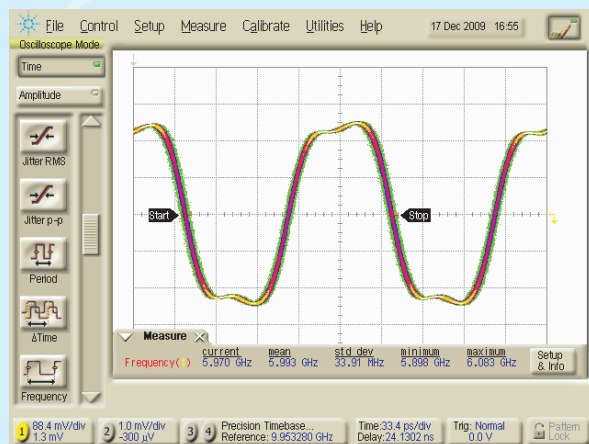 File Control Setup Measure Calibrate Utilities Help 17 Dec 2009 16:55
Oscilloscope Mode
Time
Amplitude
Jitter RMS
Jitter p-p
Period
ΔTime
Frequency
Start
Stop
Measure
current mean std dev minimum maximum
Frequency(1) 5.970 GHz 5.993 GHz 33.91 MHz 5.898 GHz 6.083 GHz
Setup & Info
1 88.4 mV/div 1.3 mV
2 1.0 mV/div -300 µV
3 4 Precision Timebase... Reference: 9.953280 GHz
Time:33.4 ps/div Delay:24.1302 ns
Trig: Normal 0.0 V
Pattern Lock